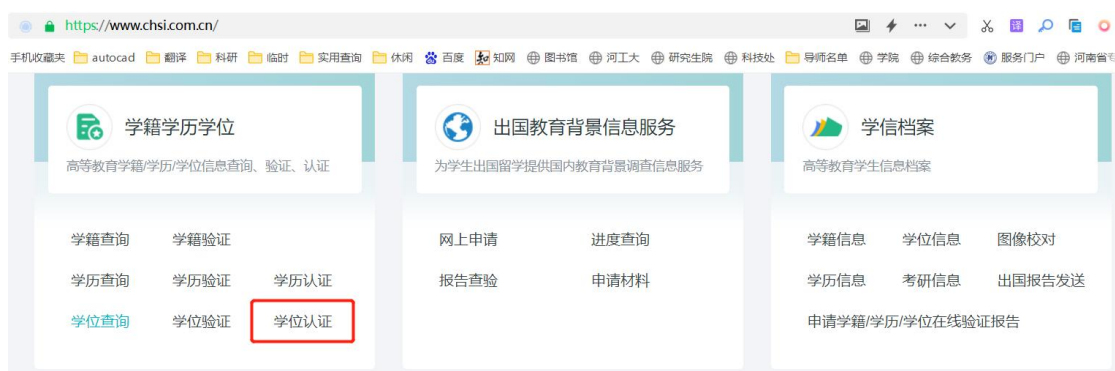 https://www.chsi.com.cn/
手机收藏夹 autocad 翻译 科研 临时 实用查询 休闲 百度 知网 图书馆 河工大 研究生院 科技处 导师名单 学院 综合教务 服务门户 河南省
学籍学历学位
高等教育学籍/学历/学位信息查询、验证、认证
学籍查询 学籍验证
学历查询 学历验证 学历认证
学位查询 学位验证 学位认证
出国教育背景信息服务
为学生出国留学提供国内教育背景调查信息服务
网上申请 进度查询
报告查验 申请材料
学信档案
高等教育学生信息档案
学籍信息 学位信息 图像校对
学历信息 考研信息 出国报告发送
申请学籍/学历/学位在线验证报告